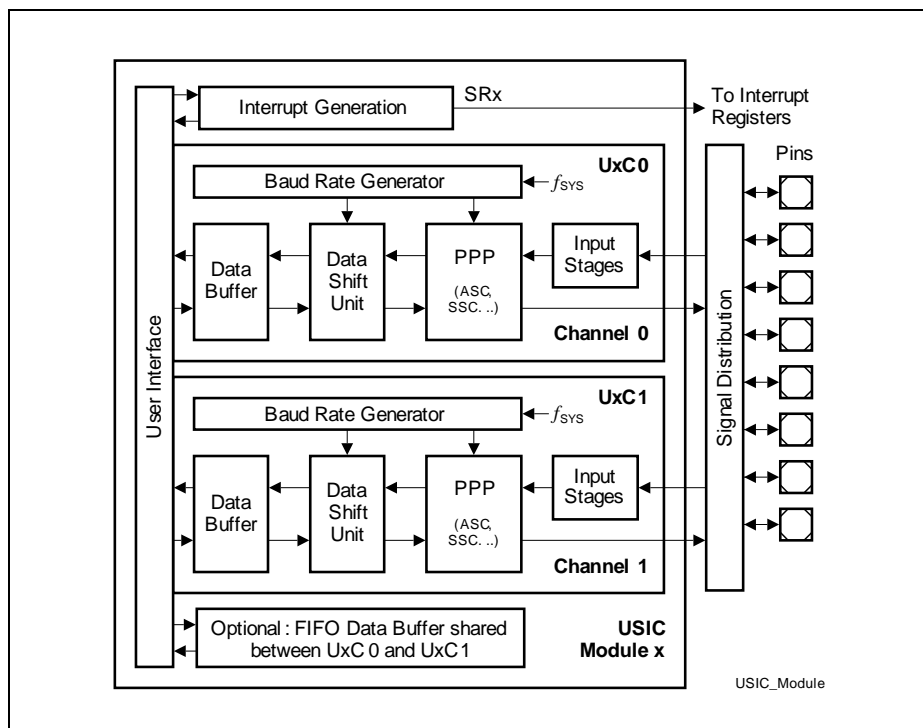 Interrupt Generation
SRx
To Interrupt
Registers
Pins
User Interface
Signal Distribution
UxC0
Baud Rate Generator
fSYS
Data
Buffer
Data
Shift
Unit
PPP
(ASC,
SSC. ..)
Input
Stages
Channel 0
UxC1
Baud Rate Generator
fSYS
Data
Buffer
Data
Shift
Unit
PPP
(ASC,
SSC. ..)
Input
Stages
Channel 1
Optional : FIFO Data Buffer shared
between UxC0 and UxC1
USIC
Module x
USIC_Module